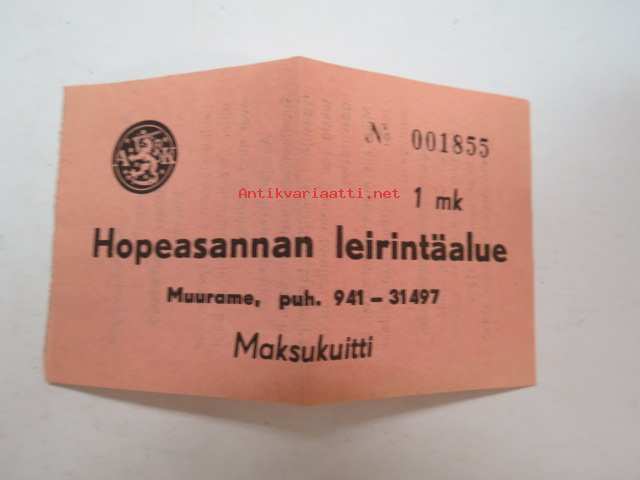 A K
№ 001855
Antikvariaatti.net
1 mk
Hopeasannan leirintäalue
Muurame, puh. 941 – 31497
Maksukuitti